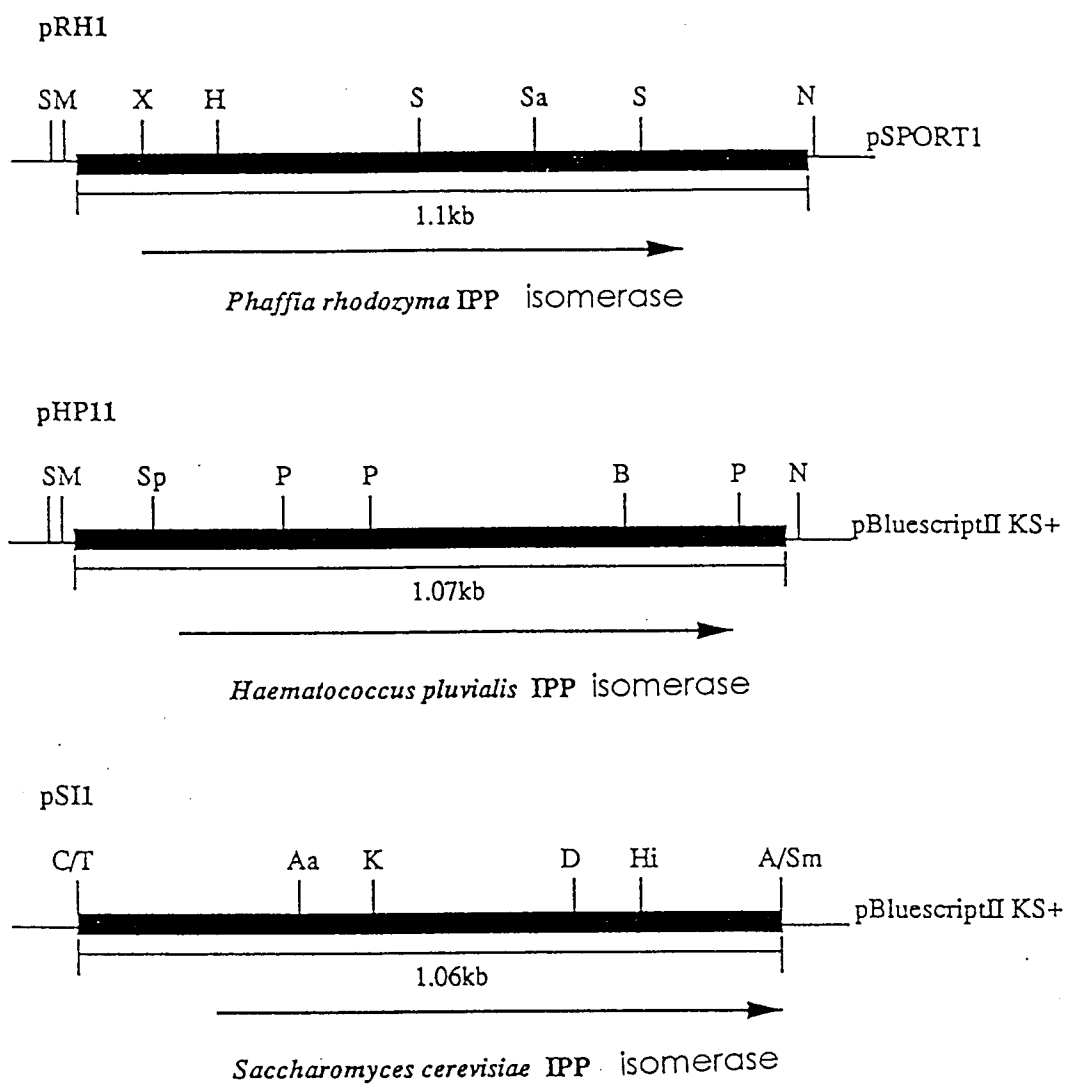 pRH1
SM X H S Sa S N
pSPORT1
1.1kb
Phaffia rhodozyma IPP isomerase
pHP11
SM Sp P P B P N
pBluescriptII KS+
1.07kb
Haematococcus pluvialis IPP isomerase
pSI1
C/T Aa K D Hi A/Sm
pBluescriptII KS+
1.06kb
Saccharomyces cerevisiae IPP isomerase